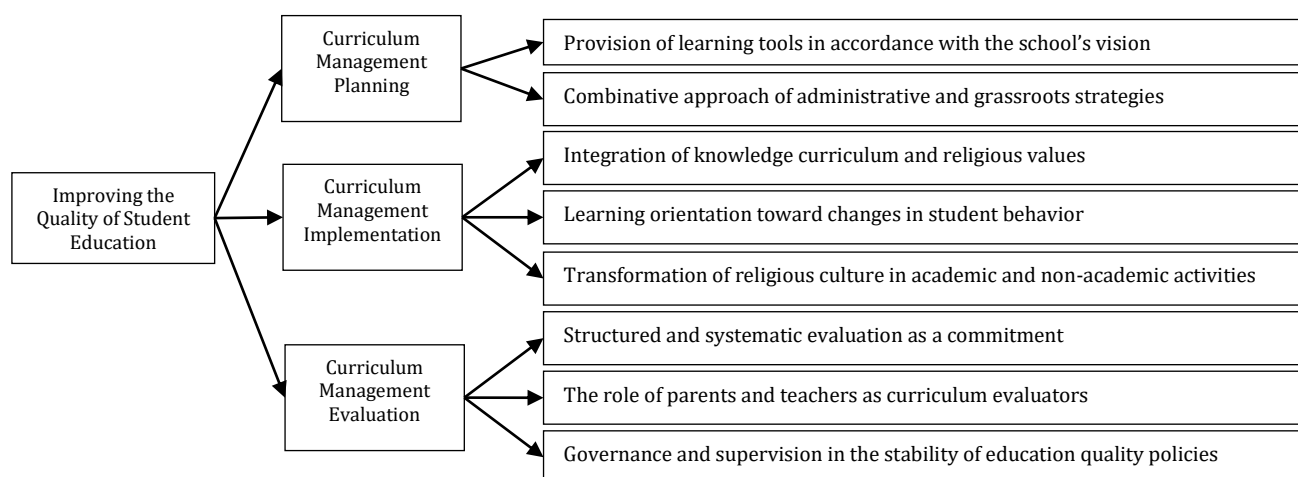 Improving the
Quality of Student
Education
Curriculum
Management
Planning
Provision of learning tools in accordance with the school’s vision
Combinative approach of administrative and grassroots strategies
Curriculum
Management
Implementation
Integration of knowledge curriculum and religious values
Learning orientation toward changes in student behavior
Transformation of religious culture in academic and non-academic activities
Curriculum
Management
Evaluation
Structured and systematic evaluation as a commitment
The role of parents and teachers as curriculum evaluators
Governance and supervision in the stability of education quality policies